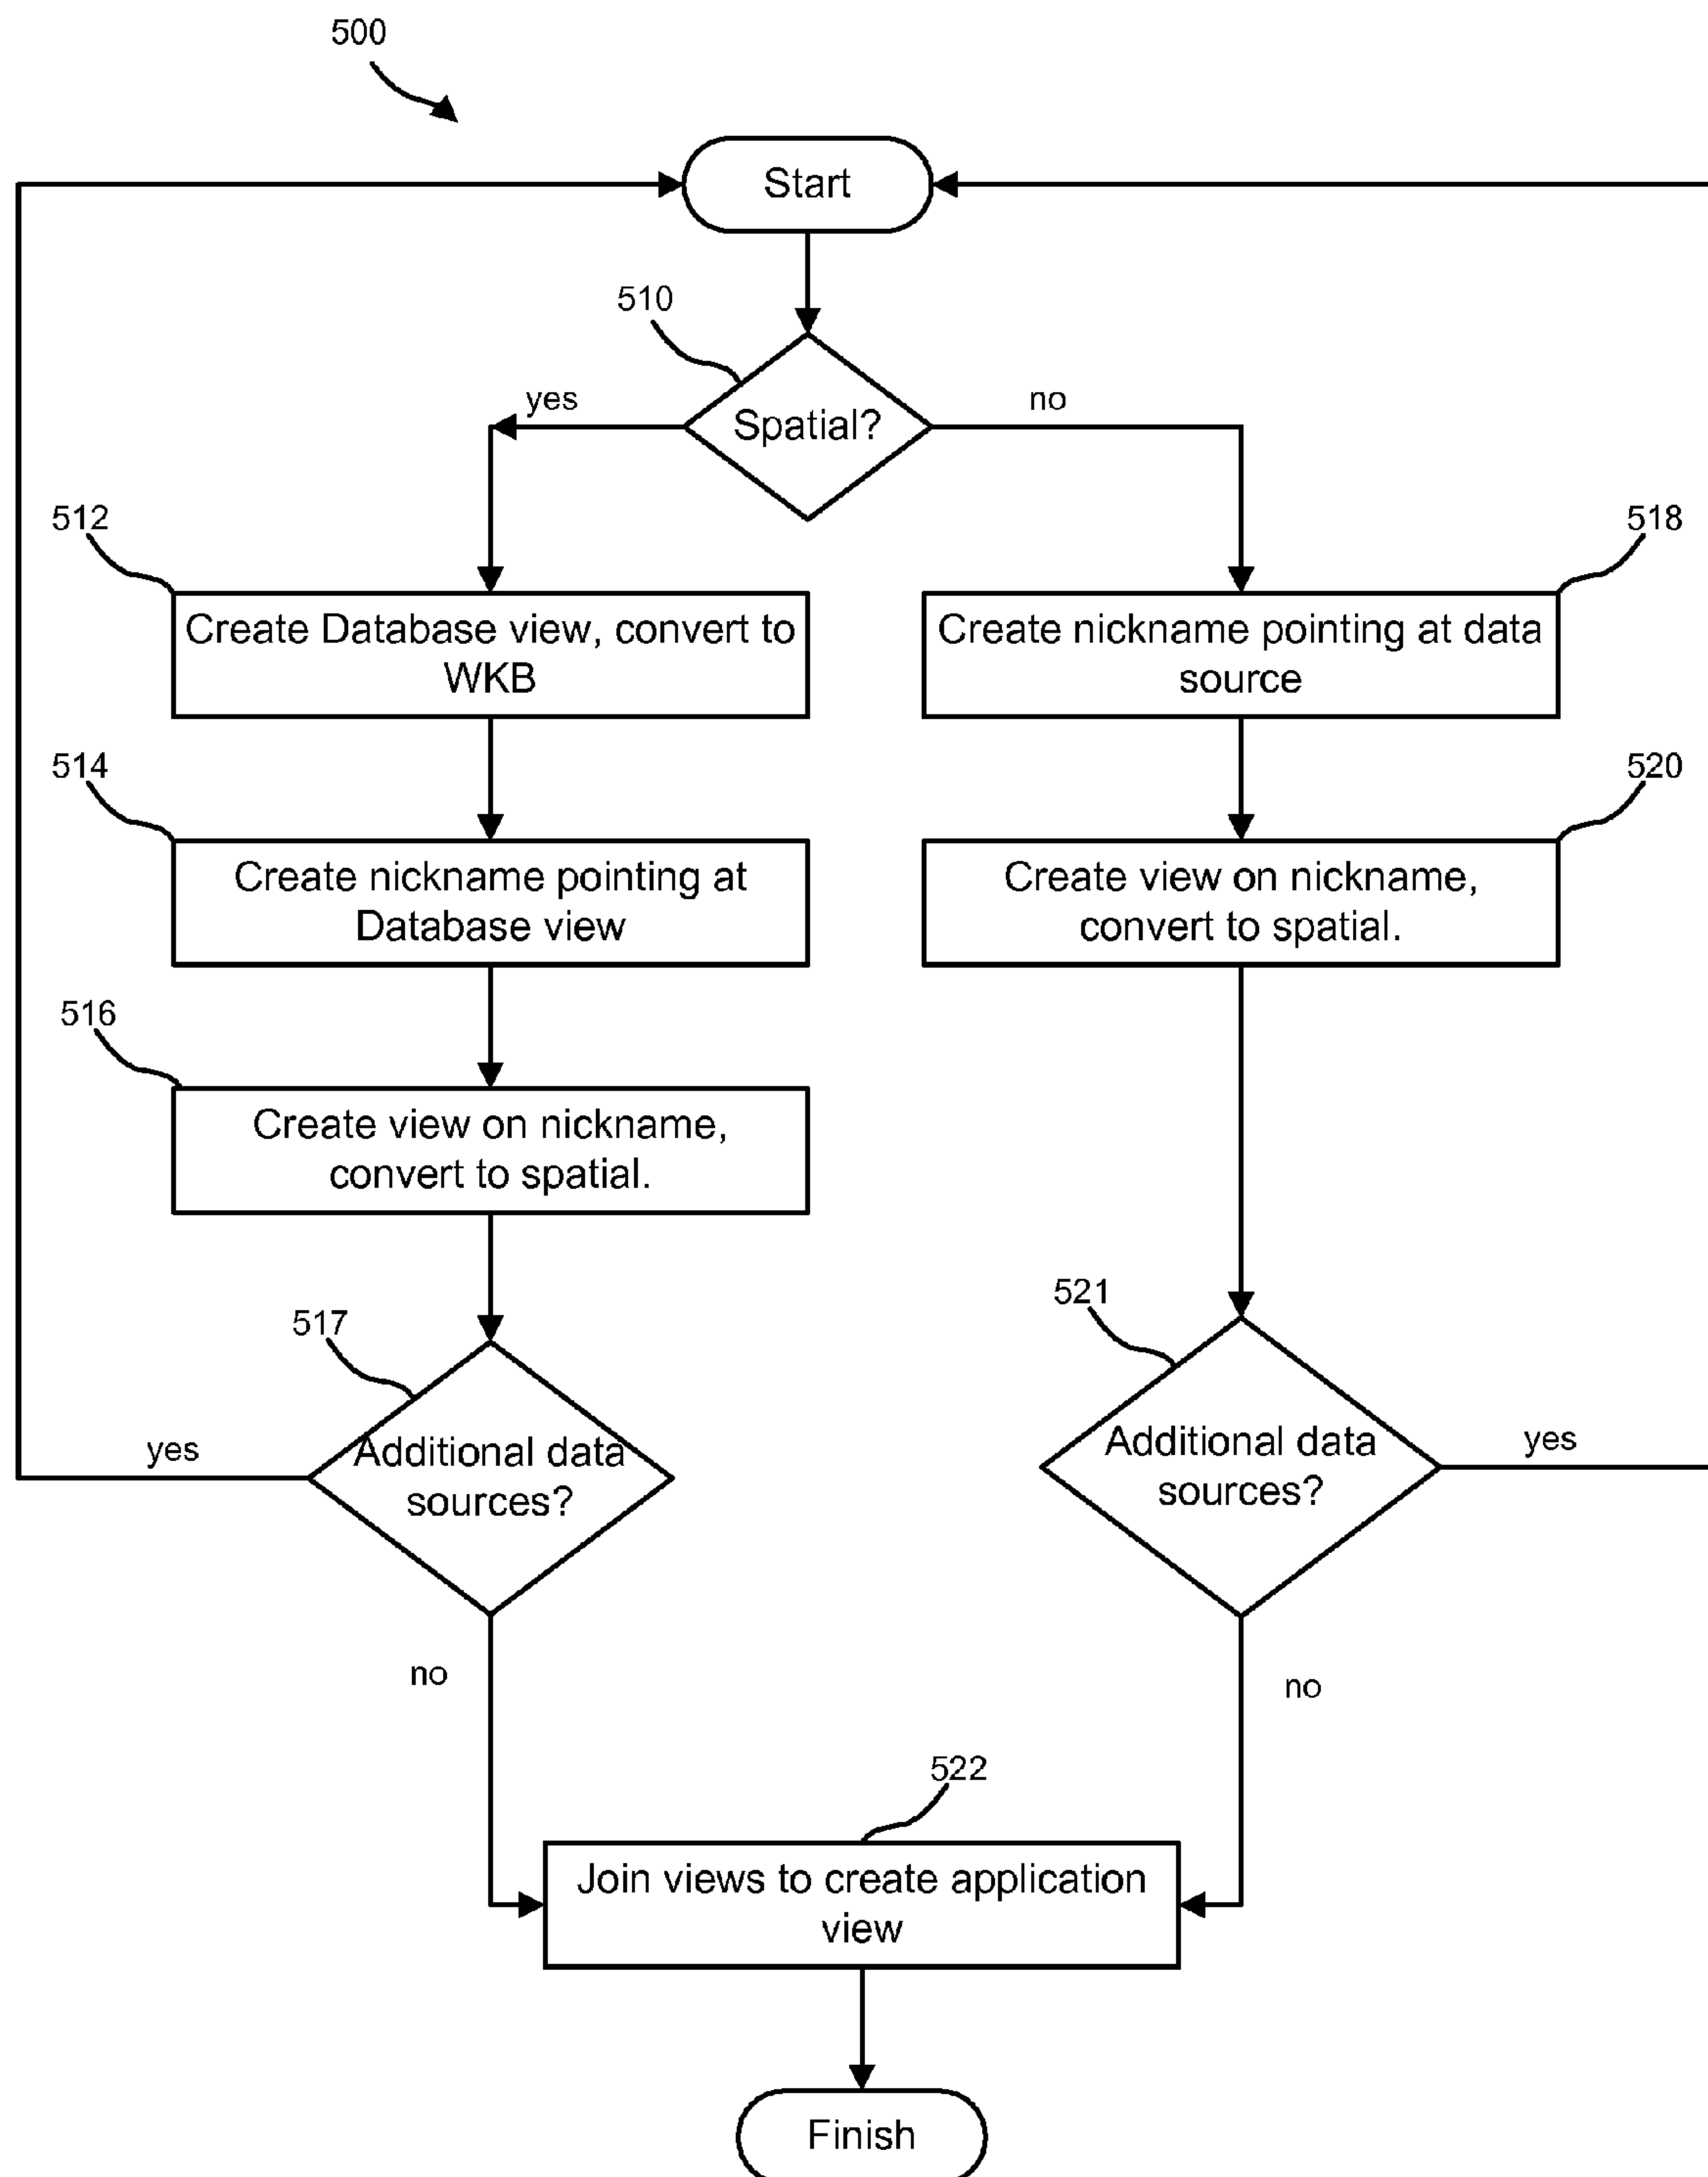 500
Start
510
yes
no
Spatial?
512
518
Create Database view, convert to
WKB
Create nickname pointing at data
source
514
520
Create nickname pointing at
Database view
Create view on nickname,
convert to spatial.
516
Create view on nickname,
convert to spatial.
517
521
yes
Additional data
sources?
Additional data
sources?
yes
no
no
522
Join views to create application
view
Finish